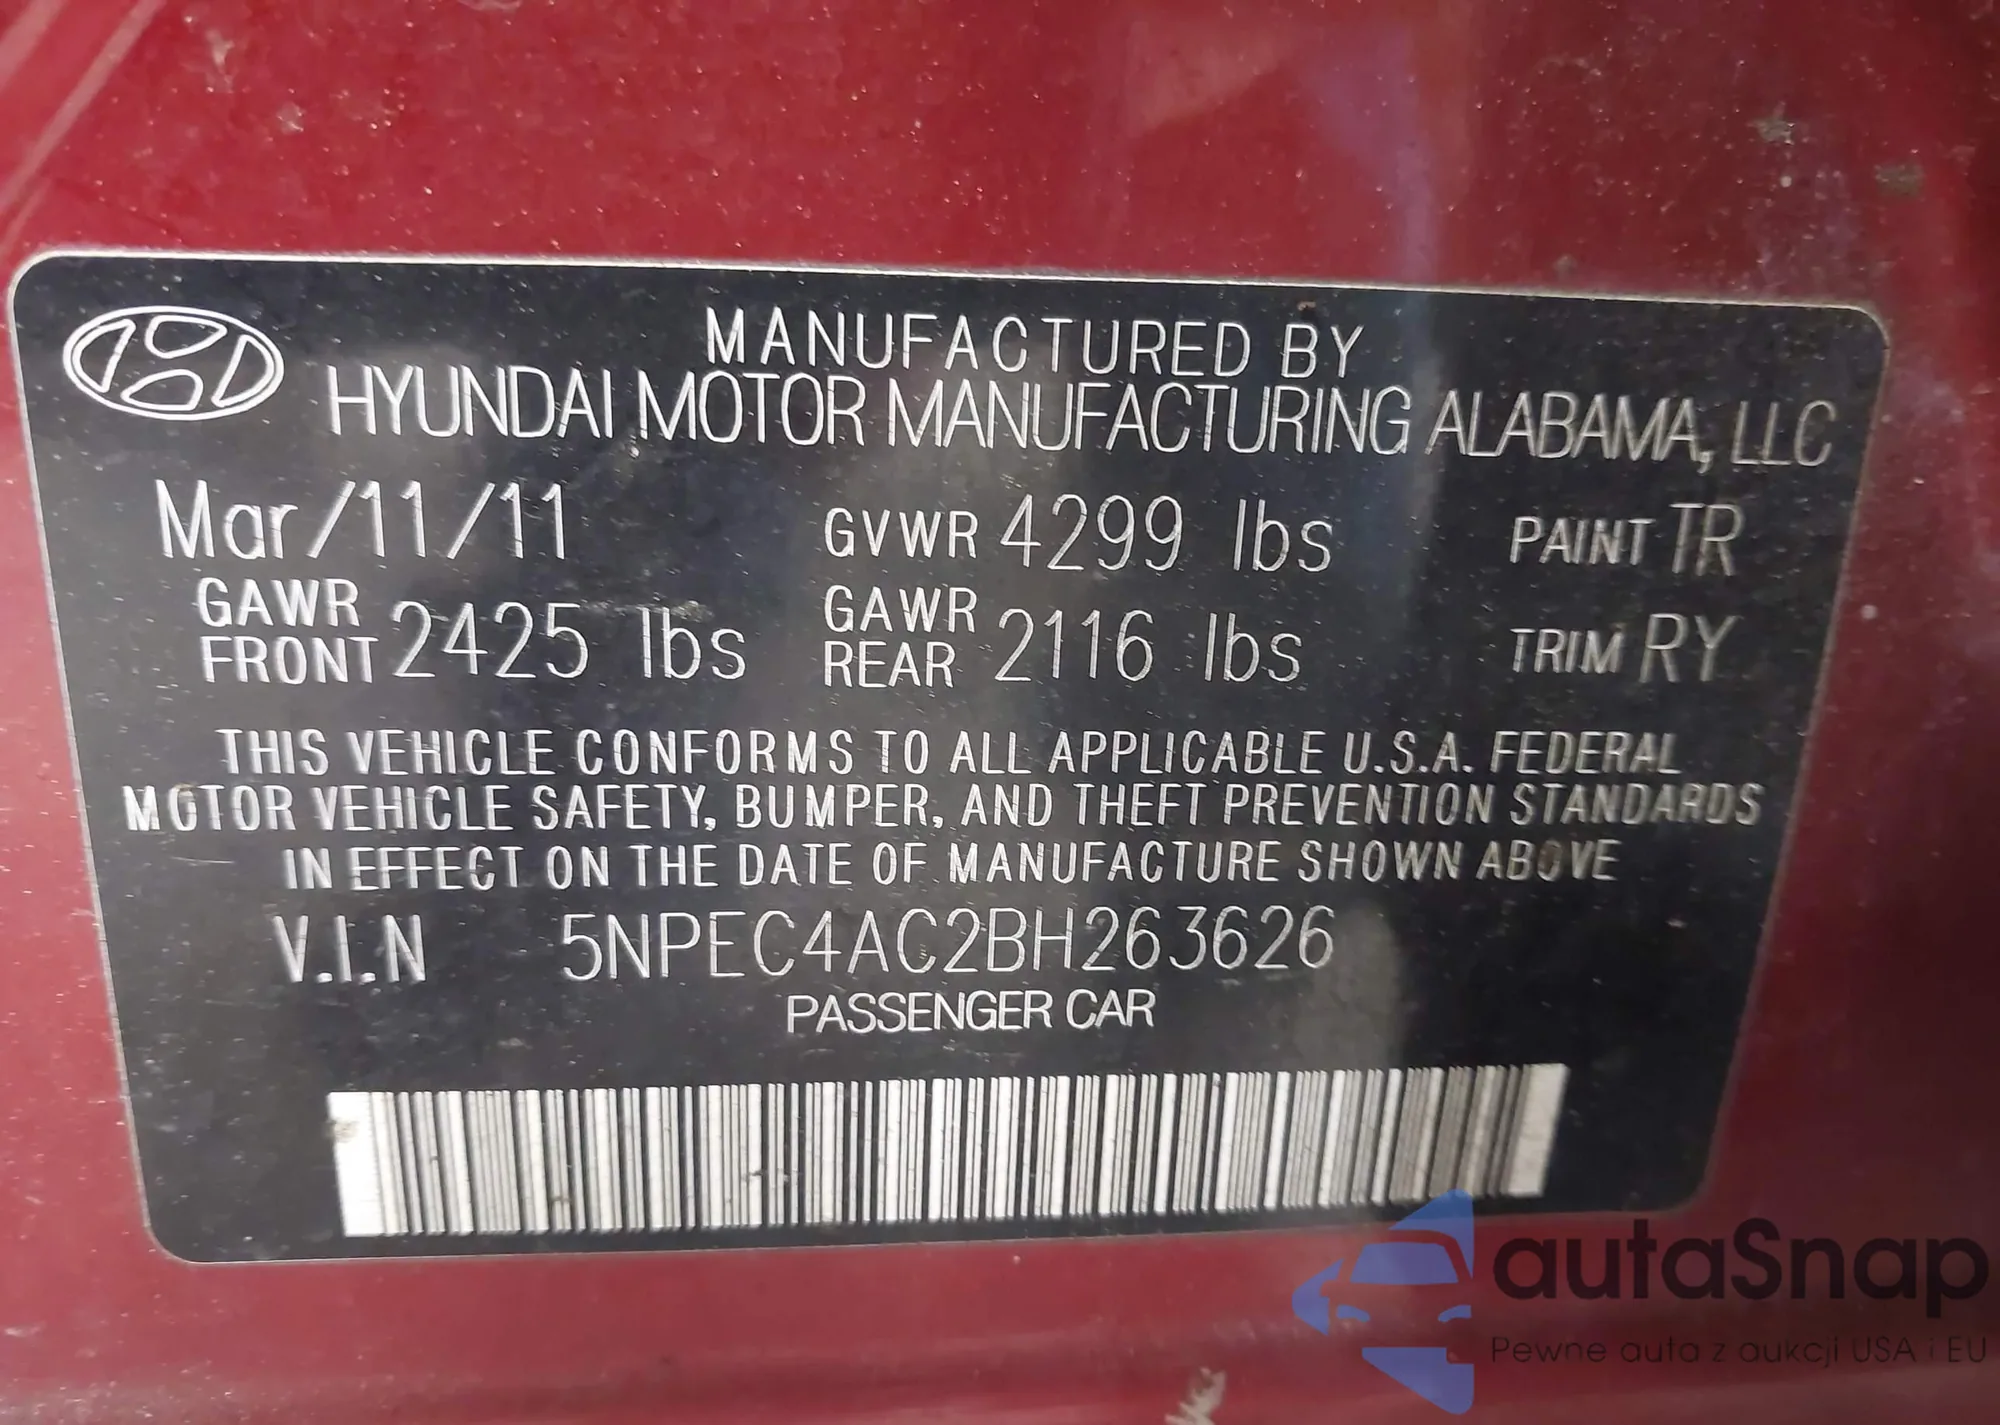 MANUFACTURED BY
HYUNDAI MOTOR MANUFACTURING ALABAMA, LLC
Mar/11/11 GVWR 4299 lbs PAINT TR
GAWR FRONT 2425 lbs GAWR REAR 2116 lbs TRIM RY
THIS VEHICLE CONFORMS TO ALL APPLICABLE U.S.A. FEDERAL
MOTOR VEHICLE SAFETY, BUMPER, AND THEFT PREVENTION STANDARDS
IN EFFECT ON THE DATE OF MANUFACTURE SHOWN ABOVE
V.I.N 5NPEC4AC2BH263626
PASSENGER CAR
autaSnap
Pewne auta z aukcji USA i EU